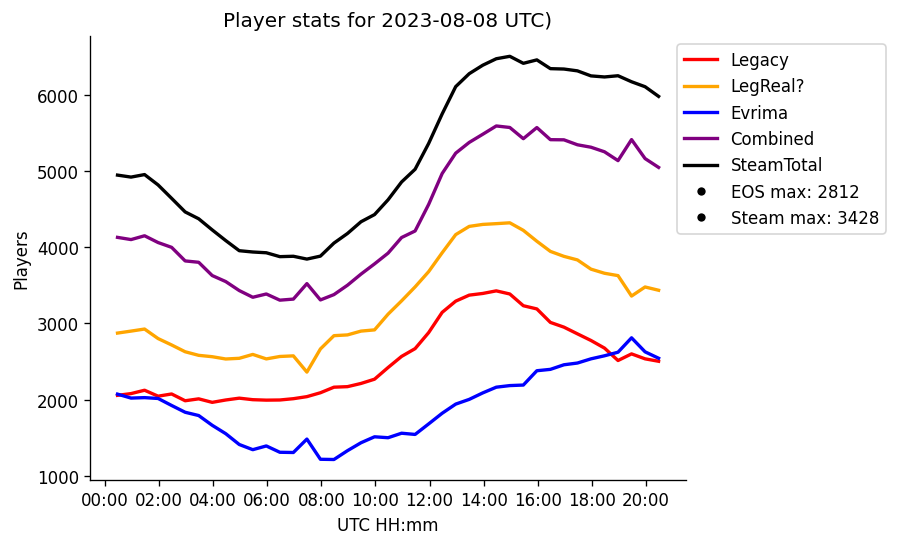 Player stats for 2023-08-08 UTC)
Legacy
LegReal?
Evrima
Combined
SteamTotal
EOS max: 2812
Steam max: 3428
Players
6000
5000
4000
3000
2000
1000
00:00 02:00 04:00 06:00 08:00 10:00 12:00 14:00 16:00 18:00 20:00
UTC HH:mm